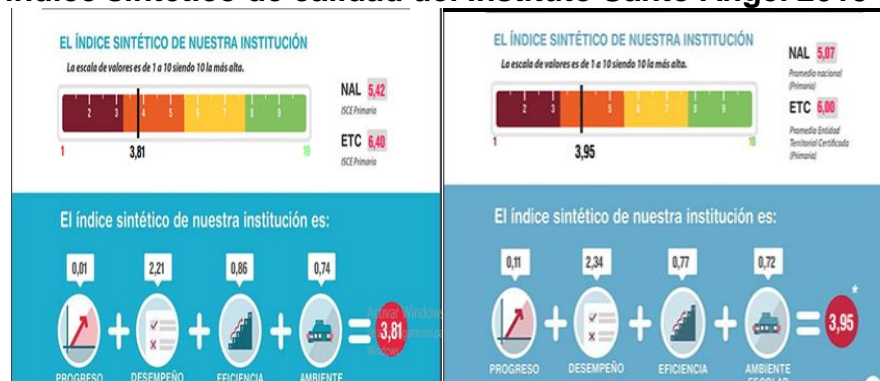 Índice sintético de calidad del Instituto Santo Ángel 201
EL ÍNDICE SINTÉTICO DE NUESTRA INSTITUCIÓN
La escala de valores es de 1 a 10 siendo 10 la más alta.
2 3 4 5 6 7 8 9
1 3,81 10
NAL 5,42
ISCE Primaria
ETC 6,40
ISCE Primaria
El índice sintético de nuestra institución es:
0,01 2,21 0,86 0,74
+ + + = 3,81
Activar Windows
PROGRESO DESEMPEÑO EFICIENCIA AMBIENTE
EL ÍNDICE SINTÉTICO DE NUESTRA INSTITUCIÓN
La escala de valores es de 1 a 10 siendo 10 la más alta.
2 3 5 6 7 8 9
1 3,95 10
NAL 5,07
Promedio nacional
(Primaria)
ETC 6,00
Promedio Entidad
Territorial Certificada
(Primaria)
El índice sintético de nuestra institución es:
0,11 2,34 0,77 0,72
+ + + = 3,95 *
PROGRESO DESEMPEÑO EFICIENCIA AMBIENTE
ESCOLAR